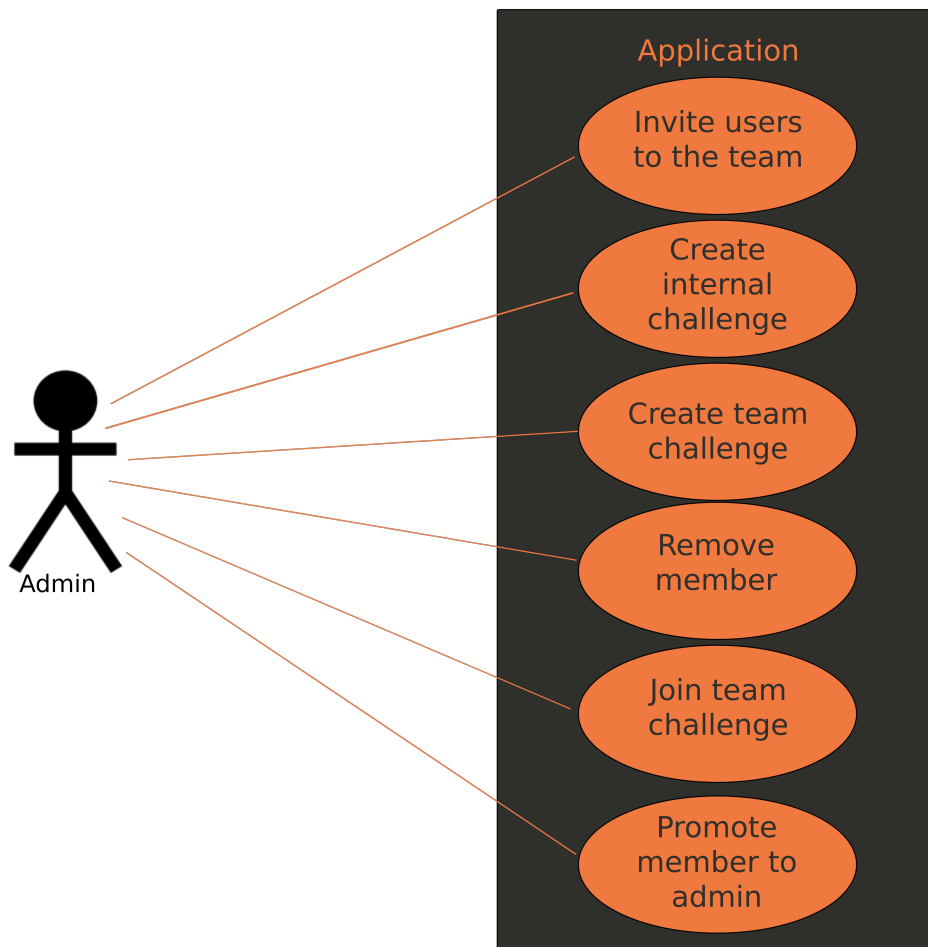 Application
Invite users
to the team
Create
internal
challenge
Create team
challenge
Remove
member
Admin
Join team
challenge
Promote
member to
admin